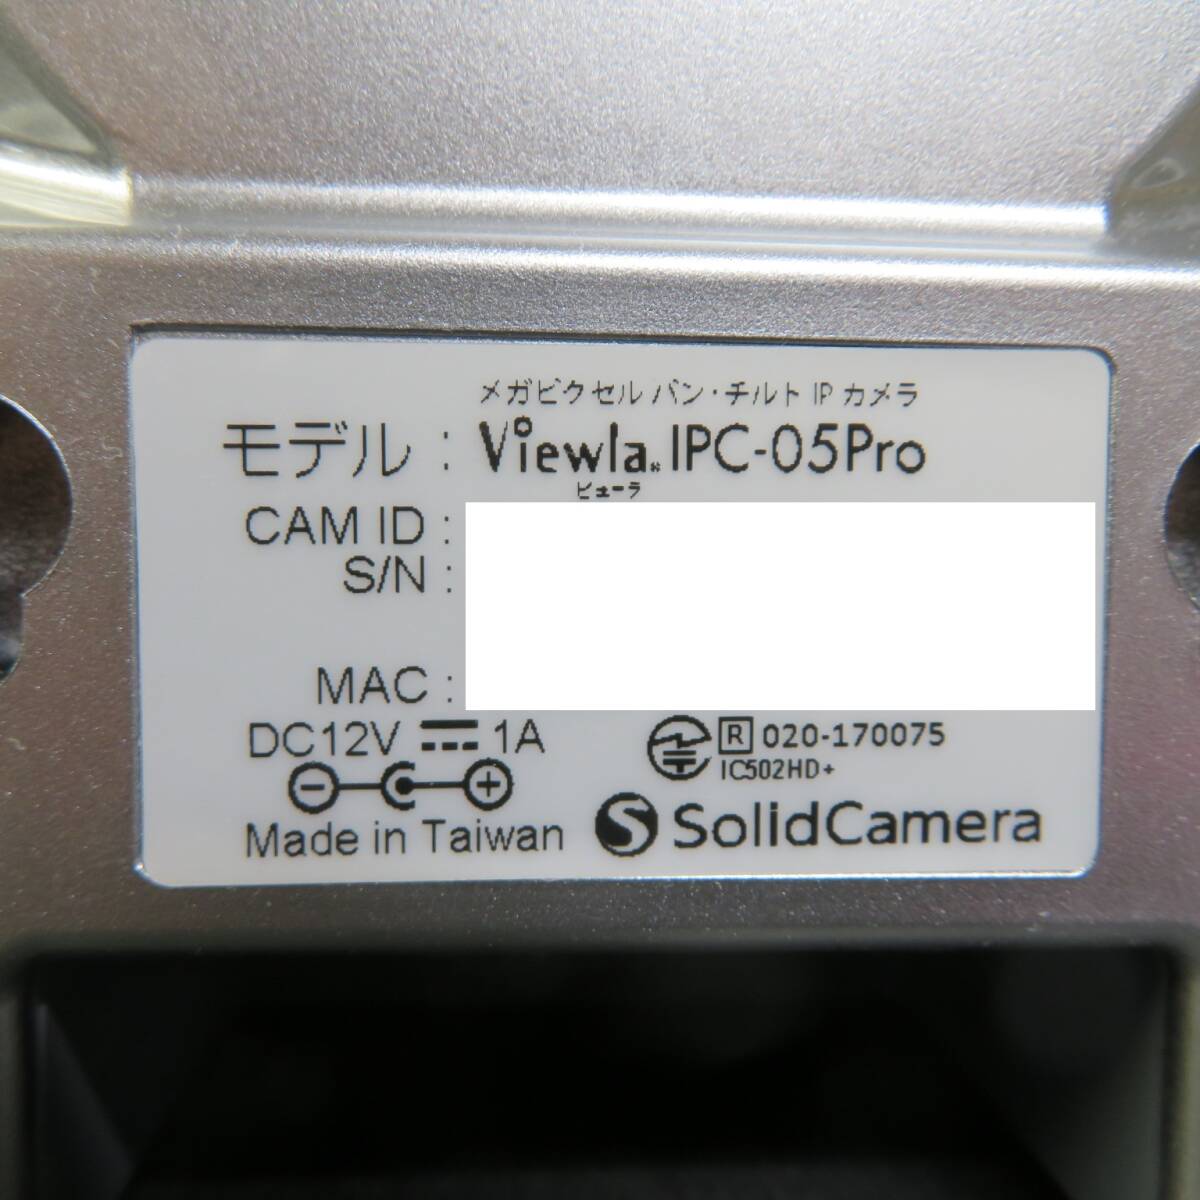 メガピクセル パン・チルト IP カメラ
モデル : Viewla® IPC-05Pro
ビューラ
CAM ID :
S/N :
MAC :
DC12V ⎓ 1A
R 020-170075
IC502HD+
Made in Taiwan
SolidCamera